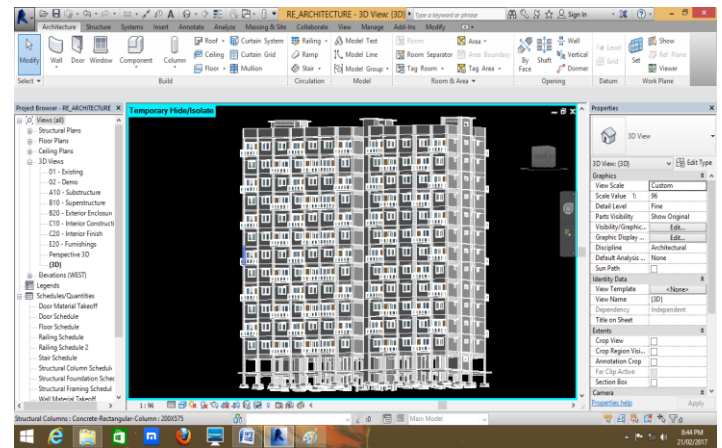 RE_ARCHITECTURE - 3D View: {3D}
Type a keyword or phrase
Sign In
Architecture Structure Systems Insert Annotate Analyze Massing & Site Collaborate View Manage Add-Ins Modify
Modify
Wall
Door
Window
Component
Column
Roof
Ceiling
Floor
Curtain System
Curtain Grid
Mullion
Railing
Ramp
Stair
Model Text
Model Line
Model Group
Room
Room Separator
Tag Room
Area
Area Boundary
Tag Area
By Face
Shaft
Wall
Vertical
Dormer
Level
Grid
Set
Show
Ref Plane
Viewer
Select
Build
Circulation
Model
Room & Area
Opening
Datum
Work Plane
Project Browser - RE_ARCHITECTURE
Views (all)
Structural Plans
Floor Plans
Ceiling Plans
3D Views
01 - Existing
02 - Demo
A10 - Substructure
B10 - Superstructure
B20 - Exterior Enclosun
C10 - Interior Constructi
C20 - Interior Finish
E20 - Furnishings
Perspective 3D
{3D}
Elevations (WEST)
Legends
Schedules/Quantities
Door Material Takeoff
Door Schedule
Floor Schedule
Railing Schedule
Railing Schedule 2
Stair Schedule
Structural Column Schedul
Structural Foundation Schec
Structural Framing Schedul
Wall Material Takeoff
Temporary Hide/Isolate
1 : 96
Properties
3D View
3D View: {3D}
Edit Type
Graphics
View Scale Custom
Scale Value 1: 96
Detail Level Fine
Parts Visibility Show Original
Visibility/Graphic... Edit...
Graphic Display ... Edit...
Discipline Architectural
Default Analysis ... None
Sun Path
Identity Data
View Template <None>
View Name {3D}
Dependency Independent
Title on Sheet
Extents
Crop View
Crop Region Visi...
Annotation Crop
Far Clip Active
Section Box
Camera
Properties help
Apply
Structural Columns : Concrete-Rectangular-Column : 200X575
:0
Main Model
8:44 PM
21/02/2017